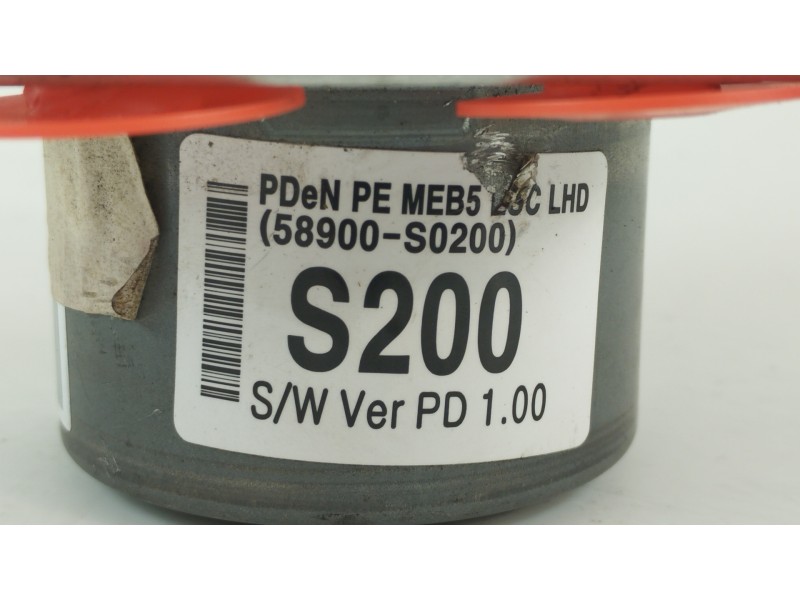 PDeN PE MEB5 LHD
(58900-S0200)
S200
S/W Ver PD 1.00